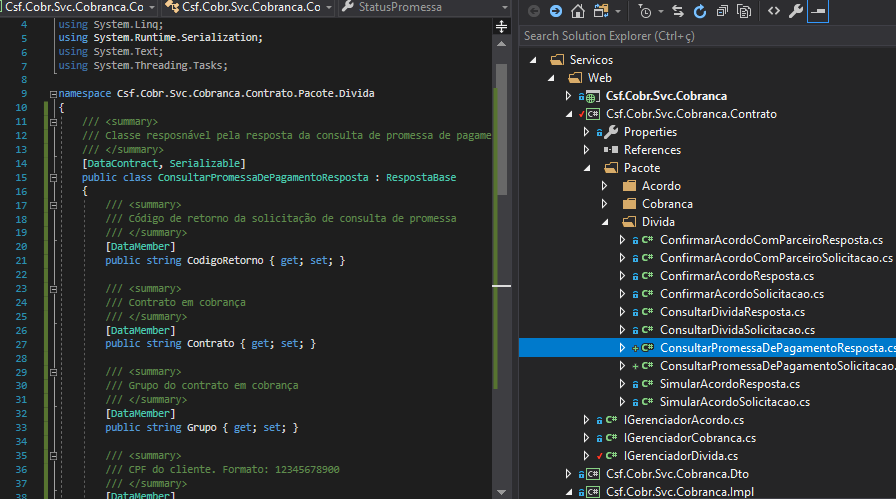 Csf.Cobr.Svc.Cobranca.Co
Csf.Cobr.Svc.Cobranca.Con
StatusPromessa
4 using System.Linq;
5 using System.Runtime.Serialization;
6 using System.Text;
7 using System.Threading.Tasks;
8
9 namespace Csf.Cobr.Svc.Cobranca.Contrato.Pacote.Divida
10 {
11 /// <summary>
12 /// Classe resposnável pela resposta da consulta de promessa de pagame
13 /// </summary>
14 [DataContract, Serializable]
15 public class ConsultarPromessaDePagamentoResposta : RespostaBase
16 {
17 /// <summary>
18 /// Código de retorno da solicitação de consulta de promessa
19 /// </summary>
20 [DataMember]
21 public string CodigoRetorno { get; set; }
22
23 /// <summary>
24 /// Contrato em cobrança
25 /// </summary>
26 [DataMember]
27 public string Contrato { get; set; }
28
29 /// <summary>
30 /// Grupo do contrato em cobrança
31 /// </summary>
32 [DataMember]
33 public string Grupo { get; set; }
34
35 /// <summary>
36 /// CPF do cliente. Formato: 12345678900
37 /// </summary>
38 [DataMember]
Search Solution Explorer (Ctrl+ç)
Servicos
Web
Csf.Cobr.Svc.Cobranca
C# Csf.Cobr.Svc.Cobranca.Contrato
Properties
References
Pacote
Acordo
Cobranca
Divida
C# ConfirmarAcordoComParceiroResposta.cs
C# ConfirmarAcordoComParceiroSolicitacao.cs
C# ConfirmarAcordoResposta.cs
C# ConfirmarAcordoSolicitacao.cs
C# ConsultarDividaResposta.cs
C# ConsultarDividaSolicitacao.cs
+ C# ConsultarPromessaDePagamentoResposta.cs
+ C# ConsultarPromessaDePagamentoSolicitacao.
C# SimularAcordoResposta.cs
C# SimularAcordoSolicitacao.cs
C# IGerenciadorAcordo.cs
C# IGerenciadorCobranca.cs
C# IGerenciadorDivida.cs
C# Csf.Cobr.Svc.Cobranca.Dto
C# Csf.Cobr.Svc.Cobranca.Impl